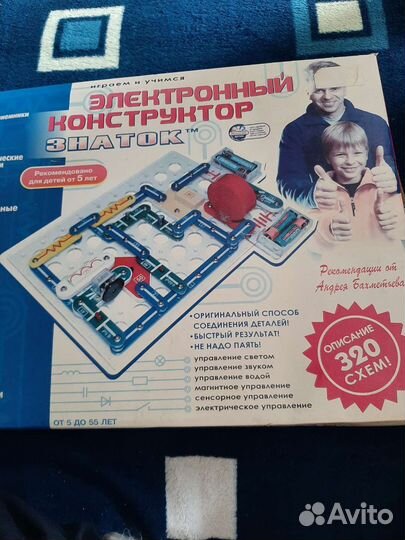 играем и учимся
ЭЛЕКТРОННЫЙ
КОНСТРУКТОР
ЗНАТОК™
Рекомендовано
для детей от 5 лет
Рекомендации от
Андрея Бахметьева
• ОРИГИНАЛЬНЫЙ СПОСОБ
СОЕДИНЕНИЯ ДЕТАЛЕЙ!
• БЫСТРЫЙ РЕЗУЛЬТАТ!
• НЕ НАДО ПАЯТЬ!
ОПИСАНИЕ
320
СХЕМ!
управление светом
управление звуком
управление водой
магнитное управление
сенсорное управление
электрическое управление
ОТ 5 ДО 55 ЛЕТ
Avito